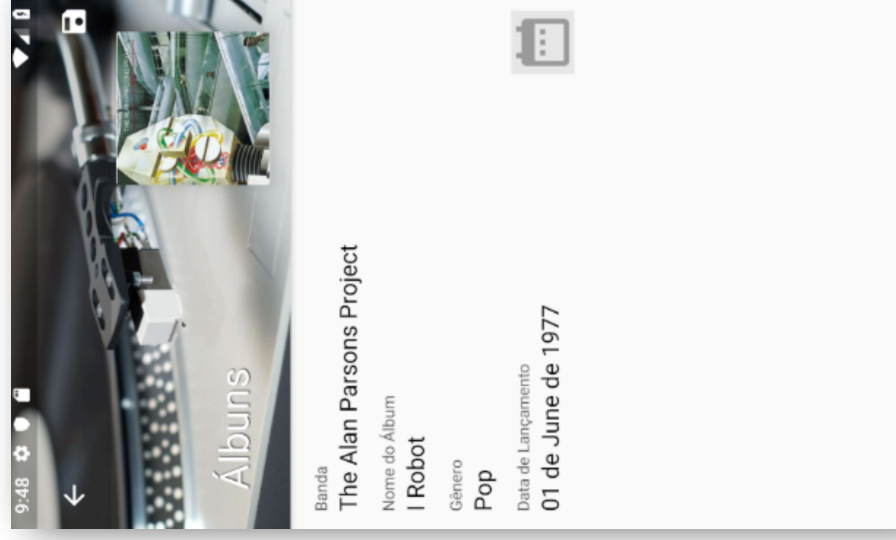 9:48
Álbuns
Banda
The Alan Parsons Project
Nome do Álbum
I Robot
Gênero
Pop
Data de Lançamento
01 de June de 1977